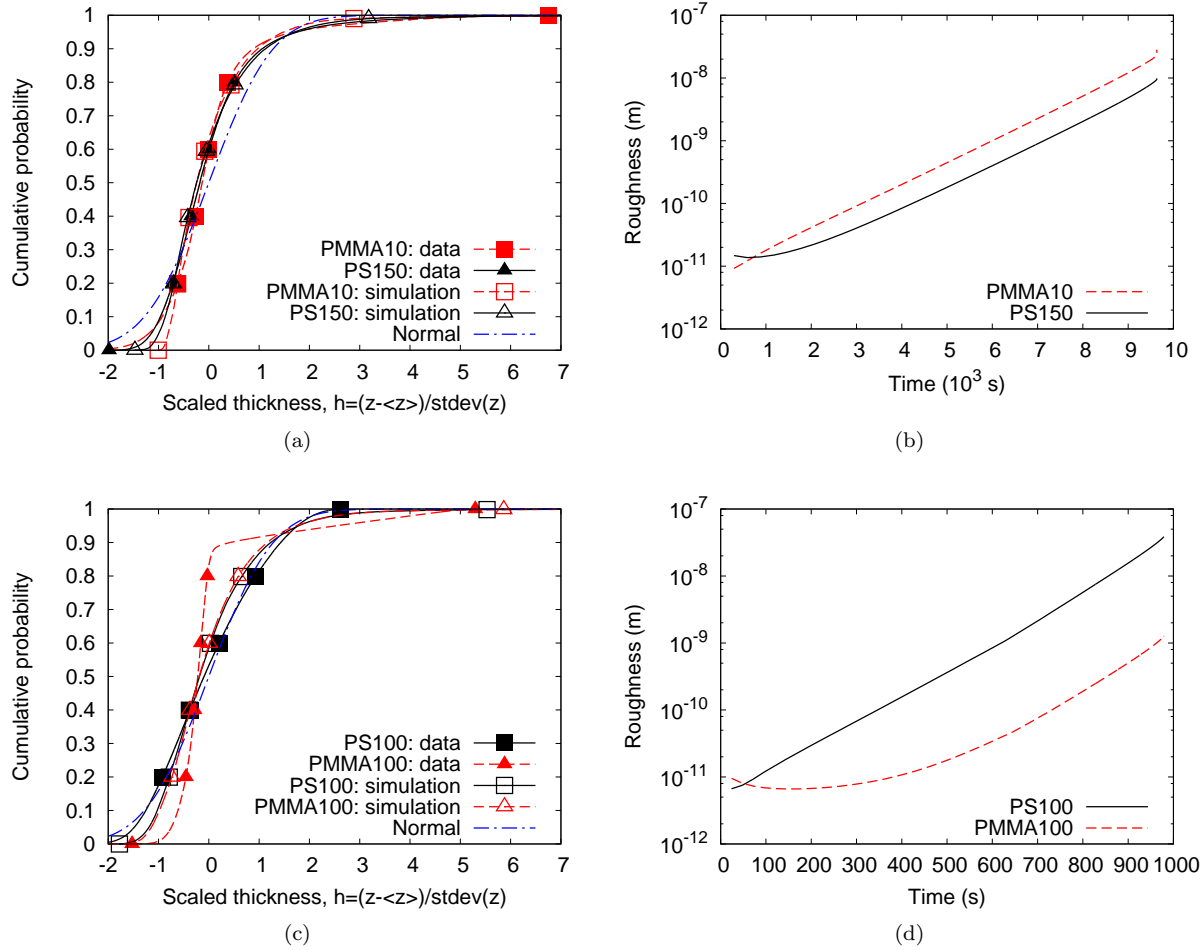 1
0.9
0.8
0.7
0.6
0.5
0.4
0.3
0.2
0.1
0
Cumulative probability
PMMA10: data
PS150: data
PMMA10: simulation
PS150: simulation
Normal
-2 -1 0 1 2 3 4 5 6 7
Scaled thickness, h=(z-<z>)/stdev(z)
(a)
10^-7
10^-8
10^-9
10^-10
10^-11
10^-12
Roughness (m)
PMMA10
PS150
0 1 2 3 4 5 6 7 8 9 10
Time (10^3 s)
(b)
1
0.9
0.8
0.7
0.6
0.5
0.4
0.3
0.2
0.1
0
Cumulative probability
PS100: data
PMMA100: data
PS100: simulation
PMMA100: simulation
Normal
-2 -1 0 1 2 3 4 5 6 7
Scaled thickness, h=(z-<z>)/stdev(z)
(c)
10^-7
10^-8
10^-9
10^-10
10^-11
10^-12
Roughness (m)
PS100
PMMA100
0 100 200 300 400 500 600 700 800 900 1000
Time (s)
(d)